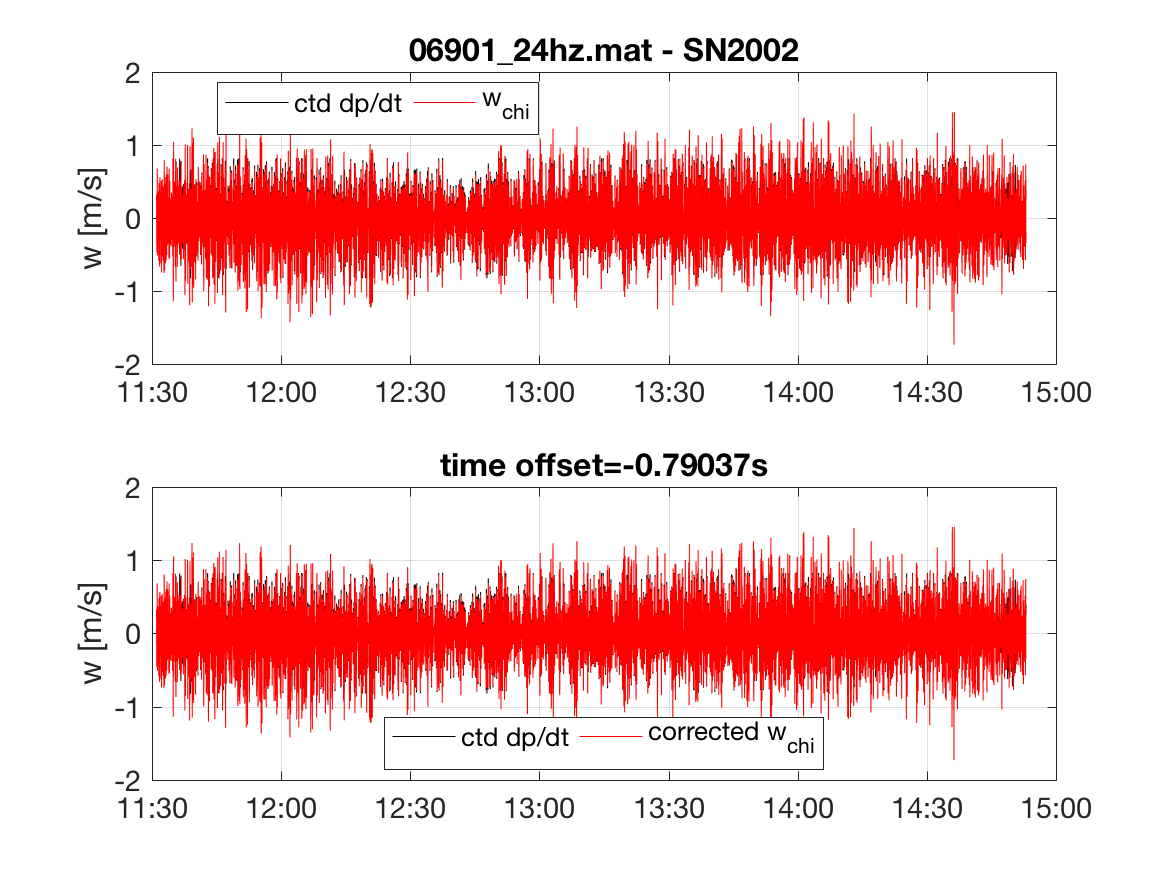 06901_24hz.mat - SN2002
2
ctd dp/dt w_chi
1
w [m/s]
0
-1
-2
11:30 12:00 12:30 13:00 13:30 14:00 14:30 15:00
time offset=-0.79037s
2
1
w [m/s]
0
-1
ctd dp/dt corrected w_chi
-2
11:30 12:00 12:30 13:00 13:30 14:00 14:30 15:00